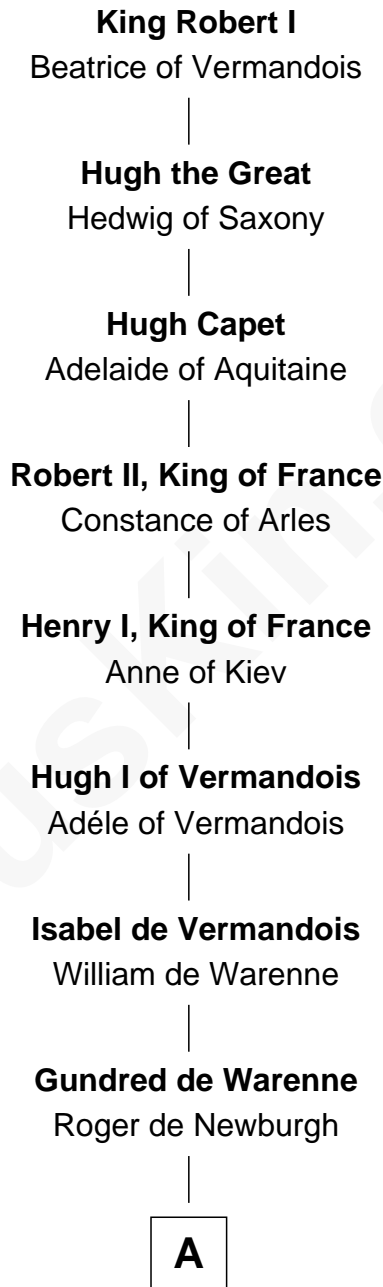 King Robert I
Beatrice of Vermandois
Hugh the Great
Hedwig of Saxony
Hugh Capet
Adelaide of Aquitaine
Robert II, King of France
Constance of Arles
Henry I, King of France
Anne of Kiev
Hugh I of Vermandois
Adéle of Vermandois
Isabel de Vermandois
William de Warenne
Gundred de Warenne
Roger de Newburgh
A